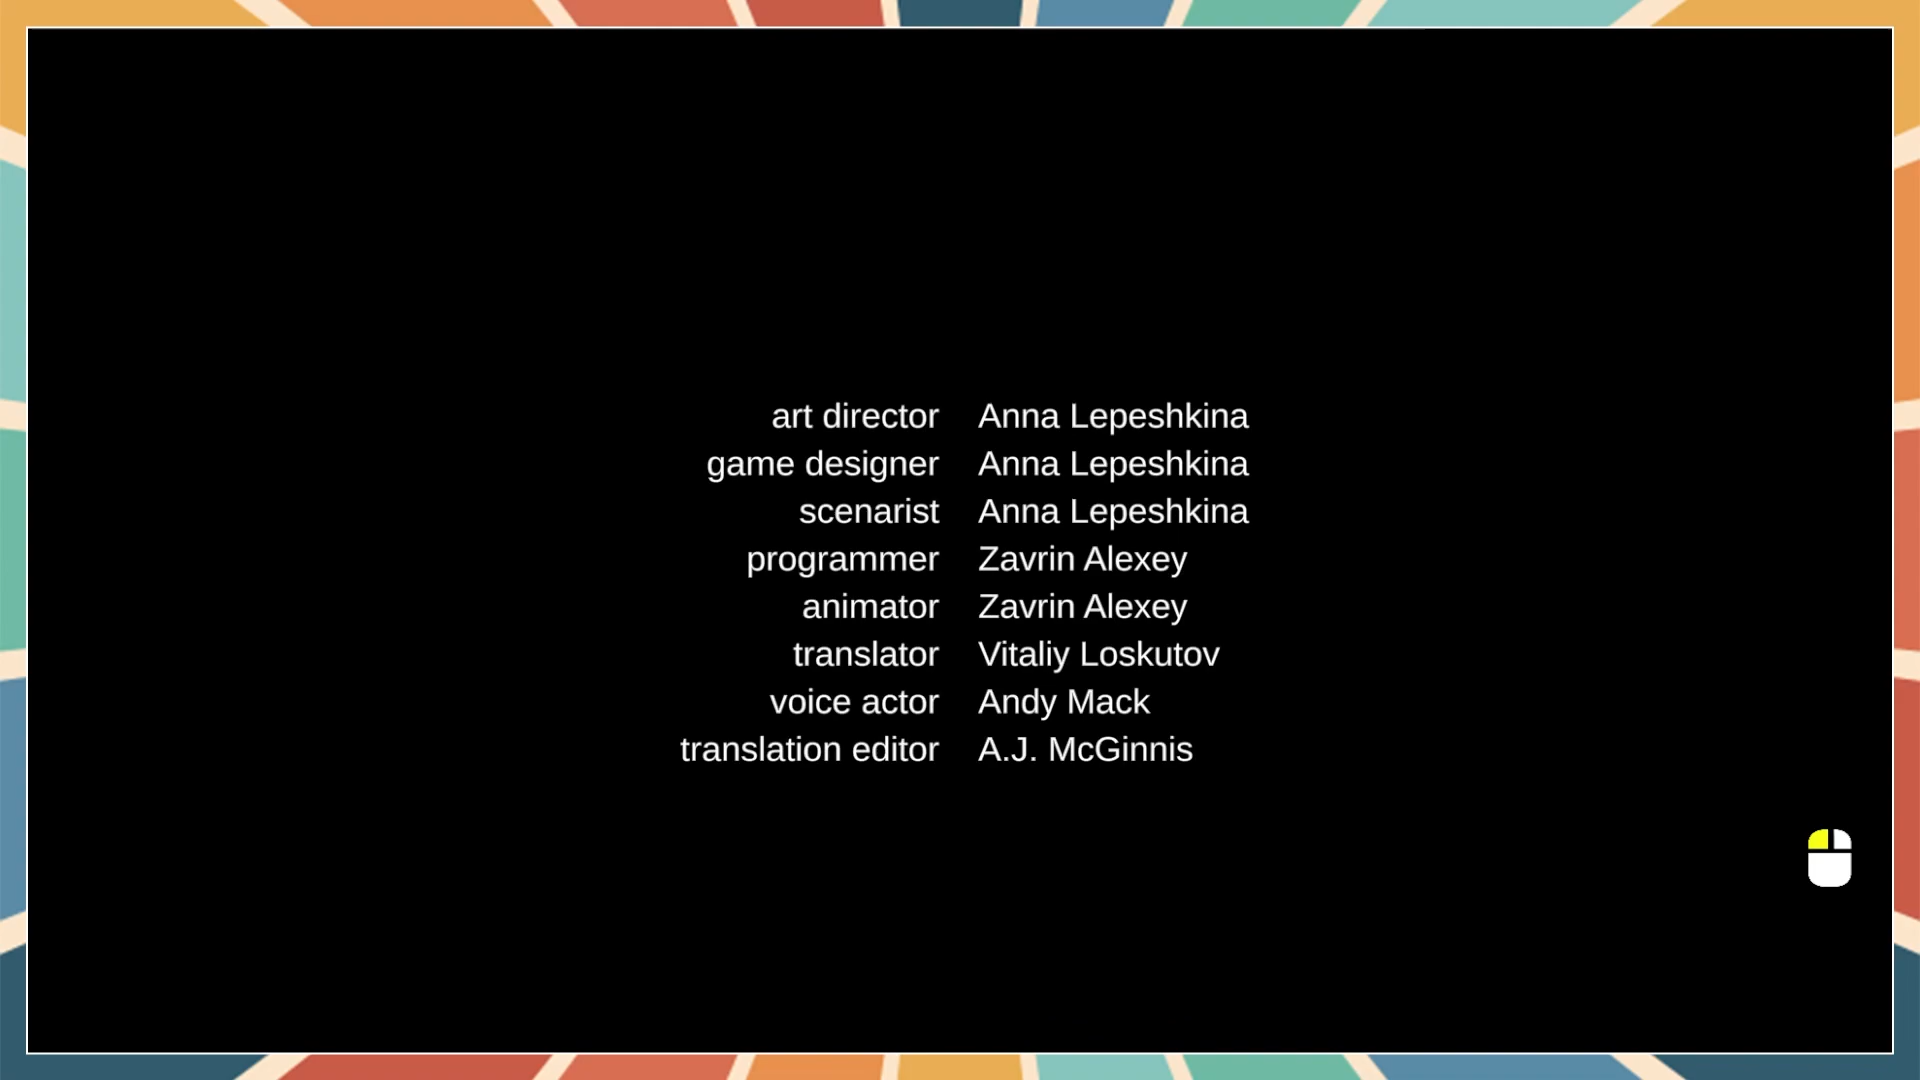 art director Anna Lepeshkina
game designer Anna Lepeshkina
scenarist Anna Lepeshkina
programmer Zavrin Alexey
animator Zavrin Alexey
translator Vitaliy Loskutov
voice actor Andy Mack
translation editor A.J. McGinnis